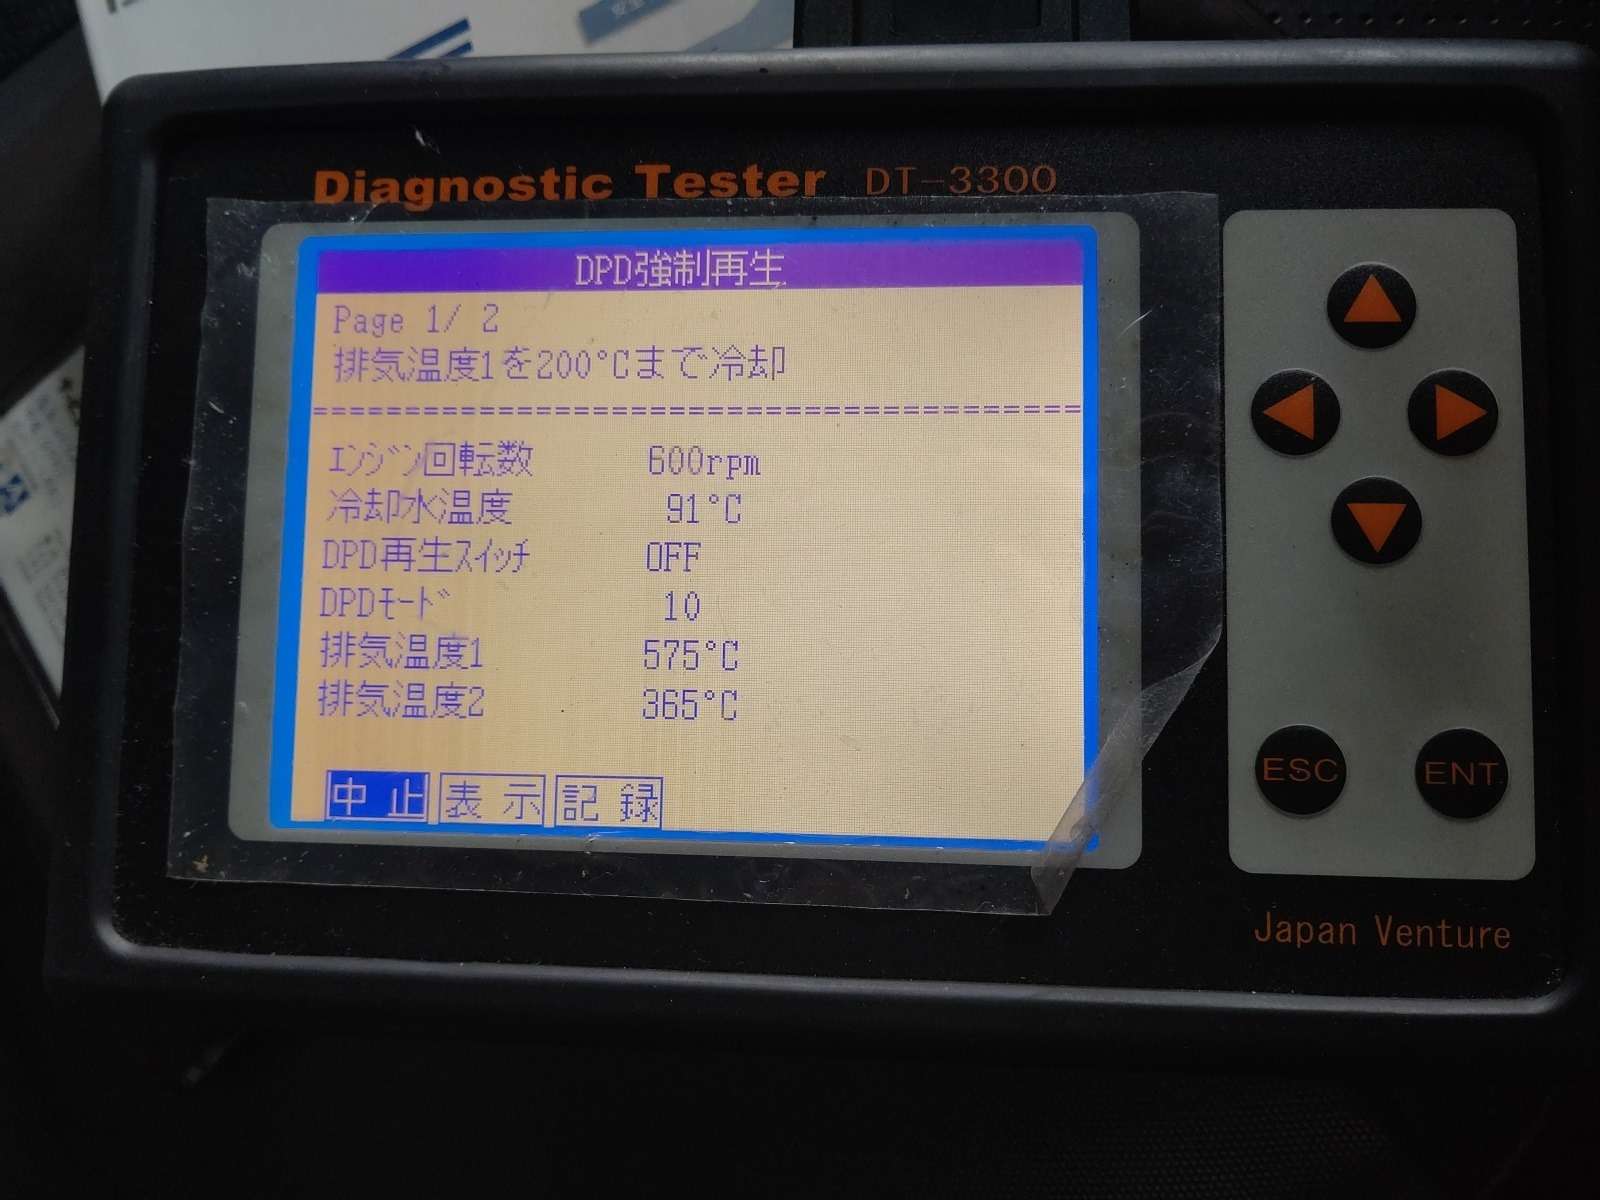 Diagnostic Tester DT-3300
DPD強制再生
Page 1/ 2
排気温度1を200°Cまで冷却
エンジン回転数 600rpm
冷却水温度 91°C
DPD再生スイッチ OFF
DPDモード 10
排気温度1 575°C
排気温度2 365°C
中止 表示 記録
ESC ENT
Japan Venture